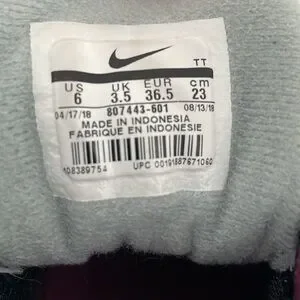 TT
US UK EUR cm
6 3.5 36.5 23
04/17/18 807443-601 08/13/18
MADE IN INDONESIA
FABRIQUE EN INDONESIE
108389754 UPC 00191887671060